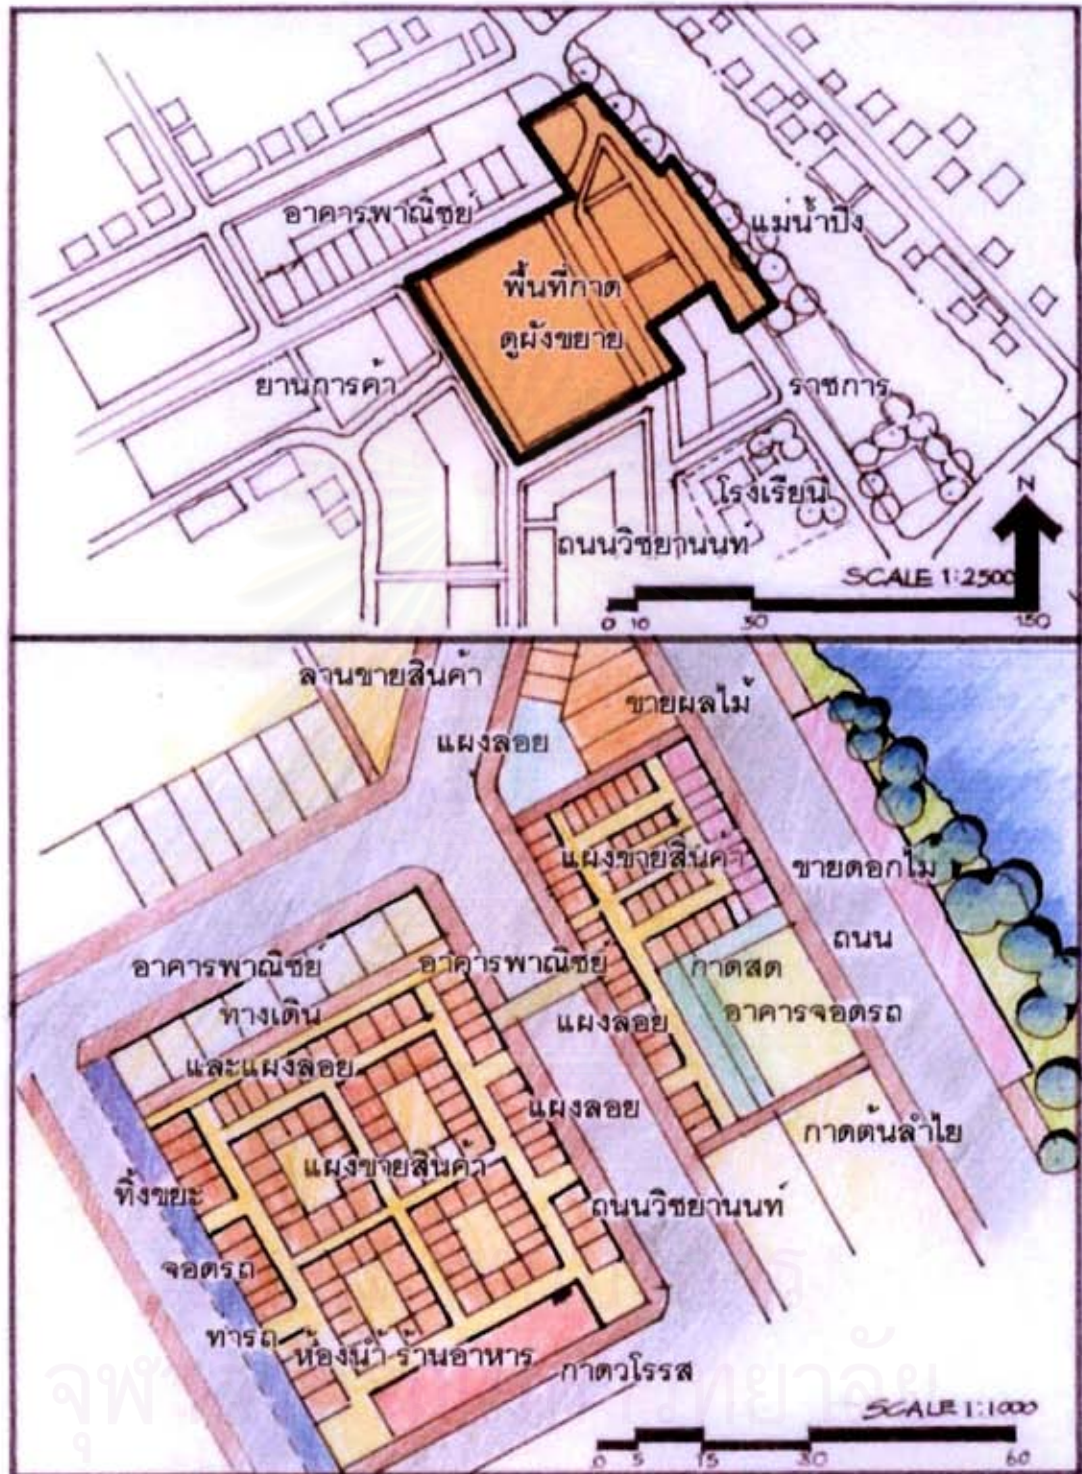 อาคารพาณิชย์
แม่น้ำปิง
พื้นที่กาด
ดูผังขยาย
ย่านการค้า
ราชการ
โรงเรียน
ถนนวิชยานนท์
N
SCALE 1:2500
0 10 50 150
ลานขายสินค้า
ขายผลไม้
แผงลอย
แผงขายสินค้า
ขายดอกไม้
ถนน
อาคารพาณิชย์
อาคารพาณิชย์
กาดสด
ทางเดิน
แผงลอย
อาคารจอดรถ
และแผงลอย
แผงลอย
กาดต้นลำไย
แผงขายสินค้า
ทิ้งขยะ
ถนนวิชยานนท์
จอดรถ
ทารถ
ห้องน้ำ ร้านอาหาร
กาดวโรรส
SCALE 1:1000
0 5 15 30 60